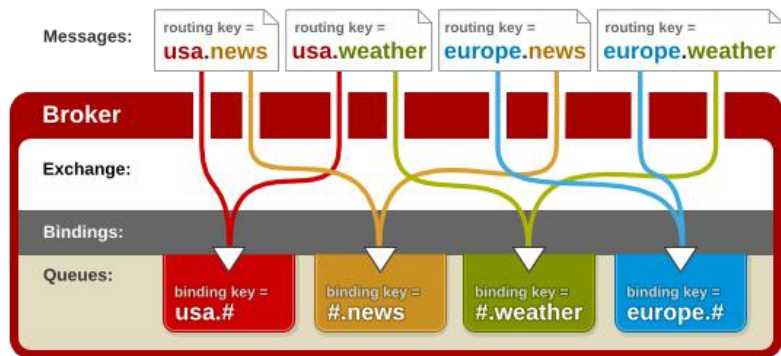 Messages:
routing key =
usa.news
routing key =
usa.weather
routing key =
europe.news
routing key =
europe.weather
Broker
Exchange:
Bindings:
Queues:
binding key =
usa.#
binding key =
#.news
binding key =
#.weather
binding key =
europe.#